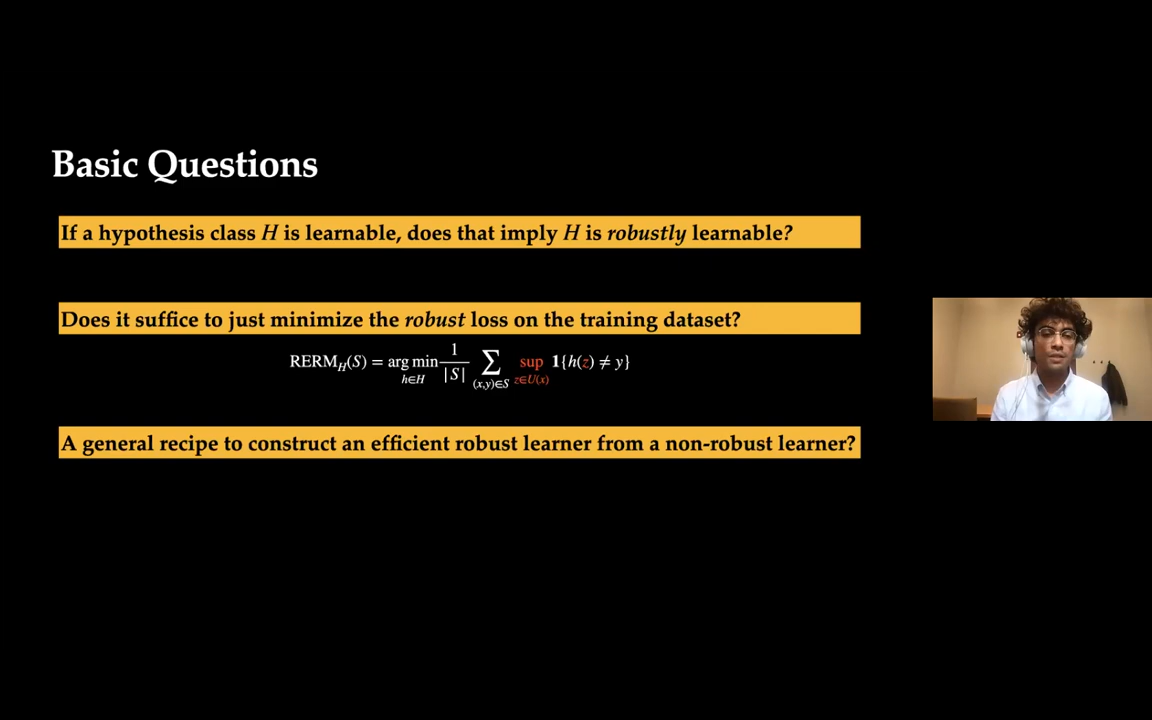 Basic Questions
If a hypothesis class H is learnable, does that imply H is robustly learnable?
Does it suffice to just minimize the robust loss on the training dataset?
RERM_H(S) = arg min_{h∈H} 1/|S| ∑_{(x,y)∈S} sup_{z∈U(x)} 1{h(z) ≠ y}
A general recipe to construct an efficient robust learner from a non-robust learner?